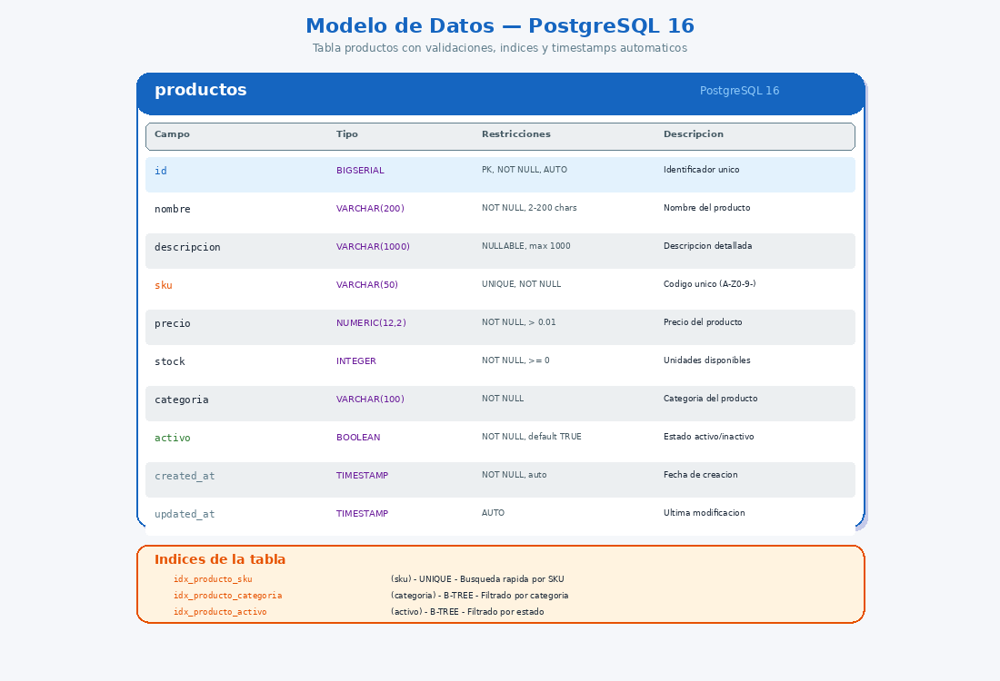 Modelo de Datos — PostgreSQL 16
Tabla productos con validaciones, indices y timestamps automaticos
productos PostgreSQL 16
Campo Tipo Restricciones Descripcion
id BIGSERIAL PK, NOT NULL, AUTO Identificador unico
nombre VARCHAR(200) NOT NULL, 2-200 chars Nombre del producto
descripcion VARCHAR(1000) NULLABLE, max 1000 Descripcion detallada
sku VARCHAR(50) UNIQUE, NOT NULL Codigo unico (A-Z0-9-)
precio NUMERIC(12,2) NOT NULL, > 0.01 Precio del producto
stock INTEGER NOT NULL, >= 0 Unidades disponibles
categoria VARCHAR(100) NOT NULL Categoria del producto
activo BOOLEAN NOT NULL, default TRUE Estado activo/inactivo
created_at TIMESTAMP NOT NULL, auto Fecha de creacion
updated_at TIMESTAMP AUTO Ultima modificacion
Indices de la tabla
idx_producto_sku (sku) - UNIQUE - Busqueda rapida por SKU
idx_producto_categoria (categoria) - B-TREE - Filtrado por categoria
idx_producto_activo (activo) - B-TREE - Filtrado por estado